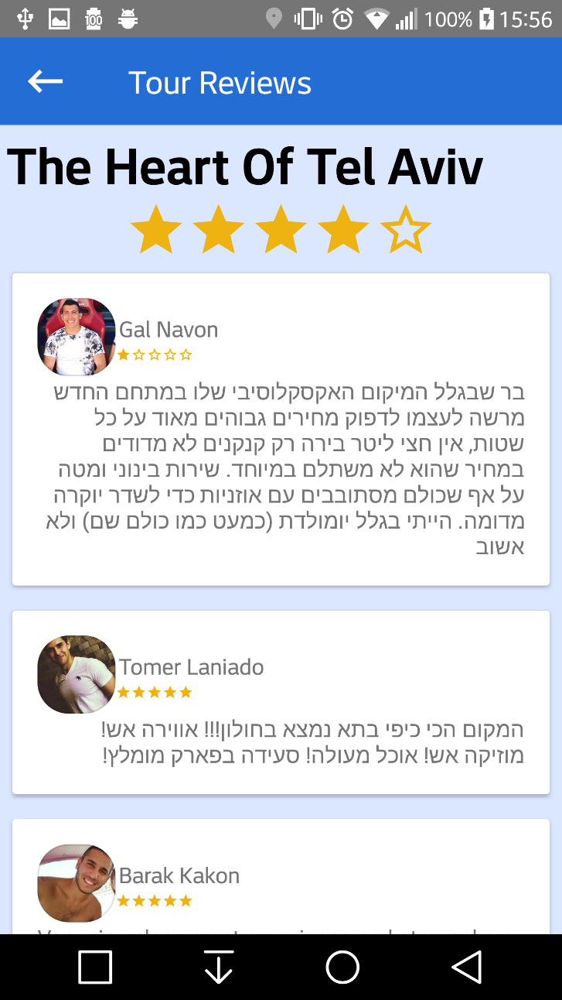 100
100% 15:56
Tour Reviews
The Heart Of Tel Aviv
Gal Navon
בר שבגלל המיקום האקסקלוסיבי שלו במתחם החדש
מרשה לעצמו לדפוק מחירים גבוהים מאוד על כל
שטות, אין חצי ליטר בירה רק קנקנים לא מדודים
במחיר שהוא לא משתלם במיוחד. שירות בינוני ומטה
על אף שכולם מסתובבים עם אוזניות כדי לשדר יוקרה
מדומה. הייתי בגלל יומולדת (כמעט כמו כולם שם) ולא
אשוב
Tomer Laniado
המקום הכי כיפי בתא נמצא בחולון!!! אווירה אש!
מוזיקה אש! אוכל מעולה! סעידה בפארק מומלץ!
Barak Kakon